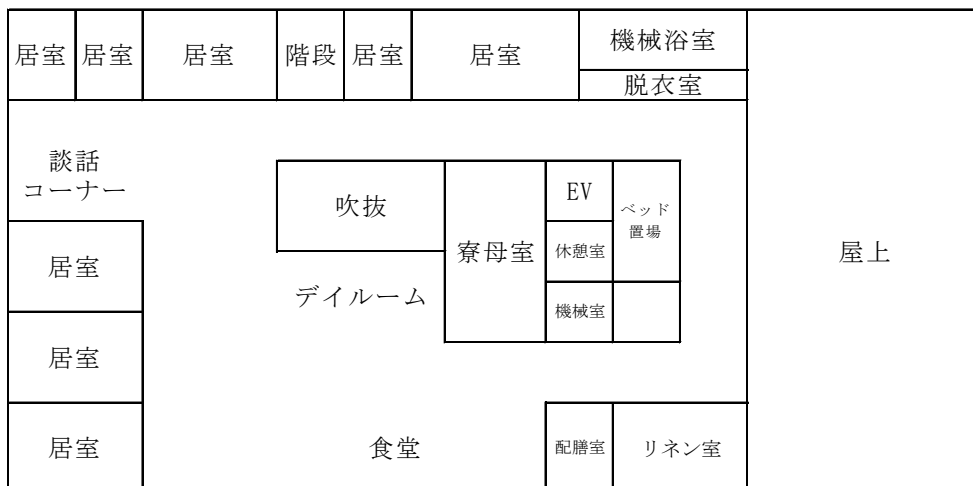 居室
居室
居室
階段
居室
居室
機械浴室
脱衣室
談話
コーナー
吹抜
寮母室
EV
ベッド
置場
休憩室
機械室
屋上
居室
デイルーム
居室
居室
食堂
配膳室
リネン室